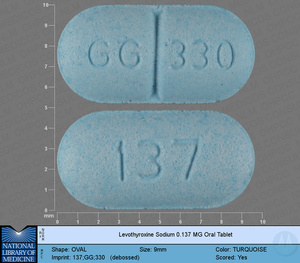 GG 330
137
Levothyroxine Sodium 0.137 MG Oral Tablet
NATIONAL
LIBRARY OF
MEDICINE
Shape: OVAL Size: 9mm Color: TURQUOISE
Imprint: 137;GG;330 (debossed) Scored: Yes